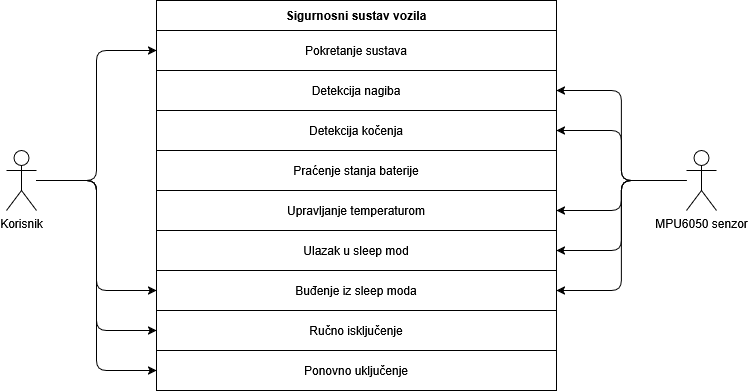 Sigurnosni sustav vozila
Pokretanje sustava
Detekcija nagiba
Detekcija kočenja
Praćenje stanja baterije
Upravljanje temperaturom
Ulazak u sleep mod
Buđenje iz sleep moda
Ručno isključenje
Ponovno uključenje
Korisnik
MPU6050 senzor